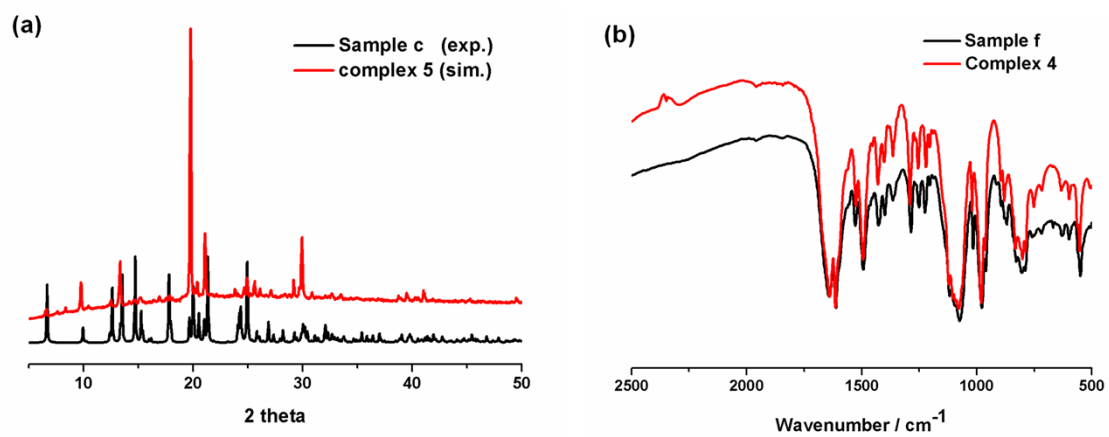 (a)
Sample c (exp.)
complex 5 (sim.)
10
20
30
40
50
2 theta
(b)
Sample f
Complex 4
2500
2000
1500
1000
500
Wavenumber / cm⁻¹